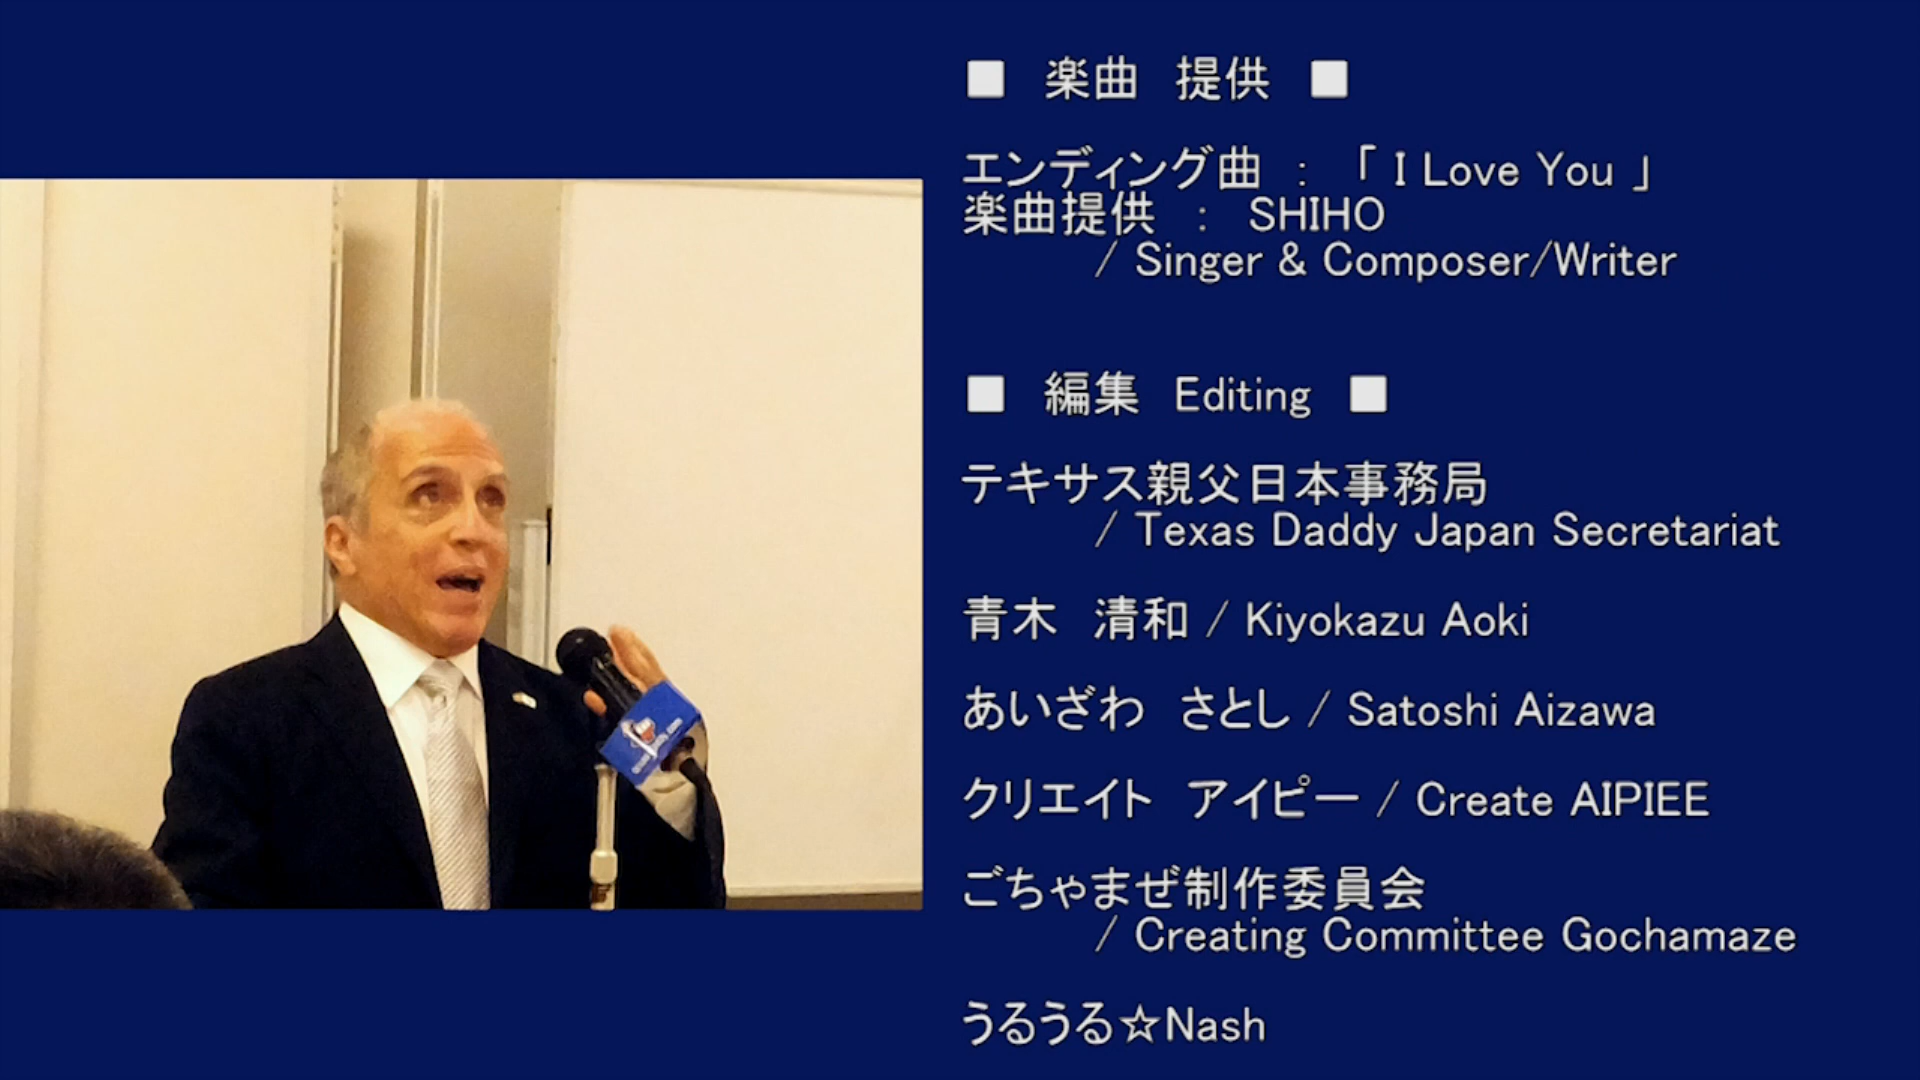 ■ 楽曲 提供 ■
エンディング曲 : 「 I Love You 」
楽曲提供 : SHIHO
/ Singer & Composer/Writer
■ 編集 Editing ■
テキサス親父日本事務局
/ Texas Daddy Japan Secretariat
青木 清和 / Kiyokazu Aoki
あいざわ さとし / Satoshi Aizawa
クリエイト アイピー / Create AIPIEE
ごちゃまぜ制作委員会
/ Creating Committee Gochamaze
うるうる☆Nash